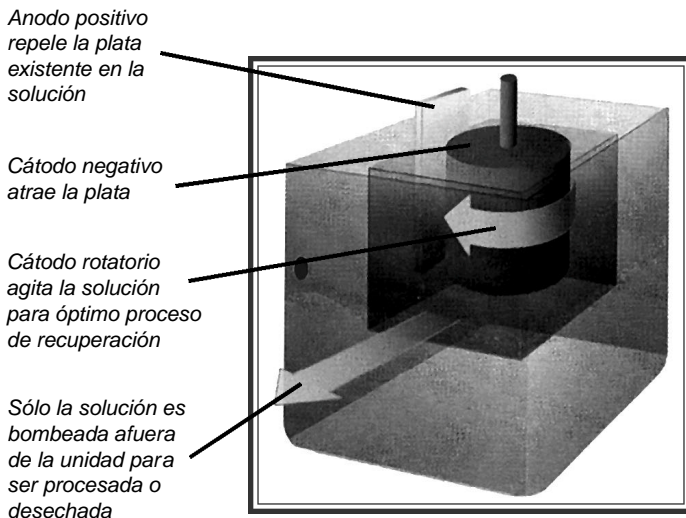 Anodo positivo
repele la plata
existente en la
solución
Cátodo negativo
atrae la plata
Cátodo rotatorio
agita la solución
para óptimo proceso
de recuperación
Sólo la solución es
bombeada afuera
de la unidad para
ser procesada o
desechada